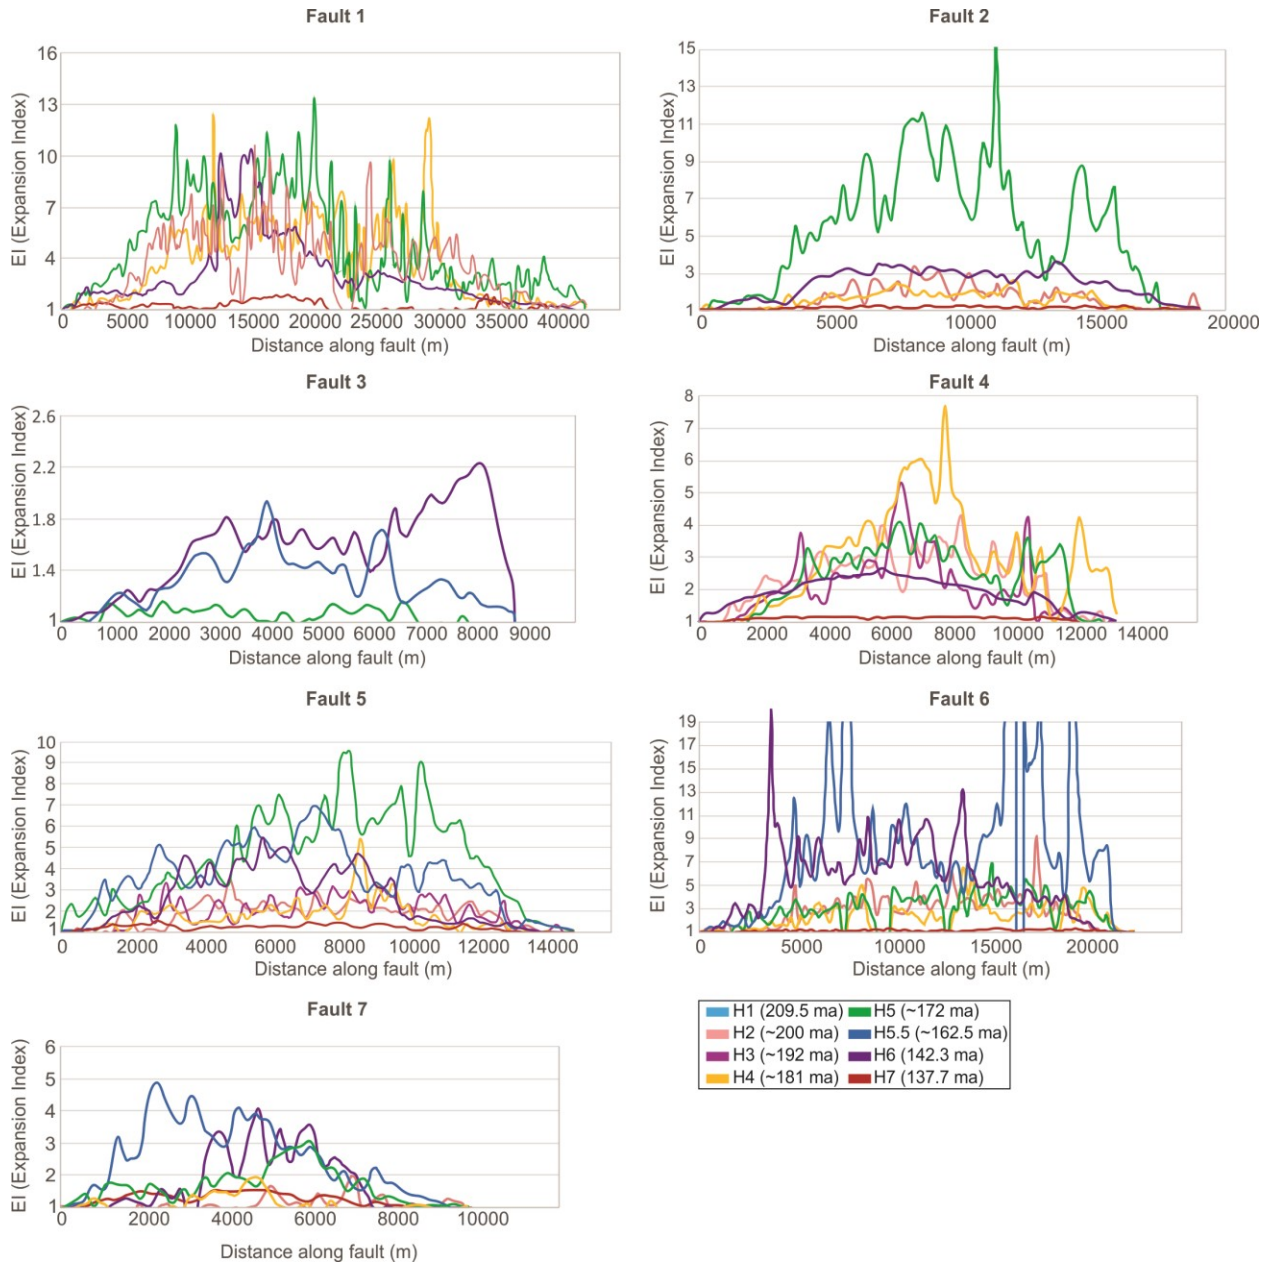 Fault 1
EI (Expansion Index)
16
13
10
7
4
1
0 5000 10000 15000 20000 25000 30000 35000 40000
Distance along fault (m)
Fault 2
EI (Expansion Index)
15
13
11
9
7
5
3
1
0 5000 10000 15000 20000
Distance along fault (m)
Fault 3
EI (Expansion Index)
2.6
2.2
1.8
1.4
1
0 1000 2000 3000 4000 5000 6000 7000 8000 9000
Distance along fault (m)
Fault 4
EI (Expansion Index)
8
7
6
5
4
3
2
1
0 2000 4000 6000 8000 10000 12000 14000
Distance along fault (m)
Fault 5
EI (Expansion Index)
10
9
8
7
6
5
4
3
2
1
0 2000 4000 6000 8000 10000 12000 14000
Distance along fault (m)
Fault 6
EI (Expansion Index)
19
17
15
13
11
9
7
5
3
1
0 5000 10000 15000 20000
Distance along fault (m)
Fault 7
EI (Expansion Index)
6
5
4
3
2
1
0 2000 4000 6000 8000 10000
Distance along fault (m)
H1 (209.5 ma) H5 (~172 ma)
H2 (~200 ma) H5.5 (~162.5 ma)
H3 (~192 ma) H6 (142.3 ma)
H4 (~181 ma) H7 (137.7 ma)